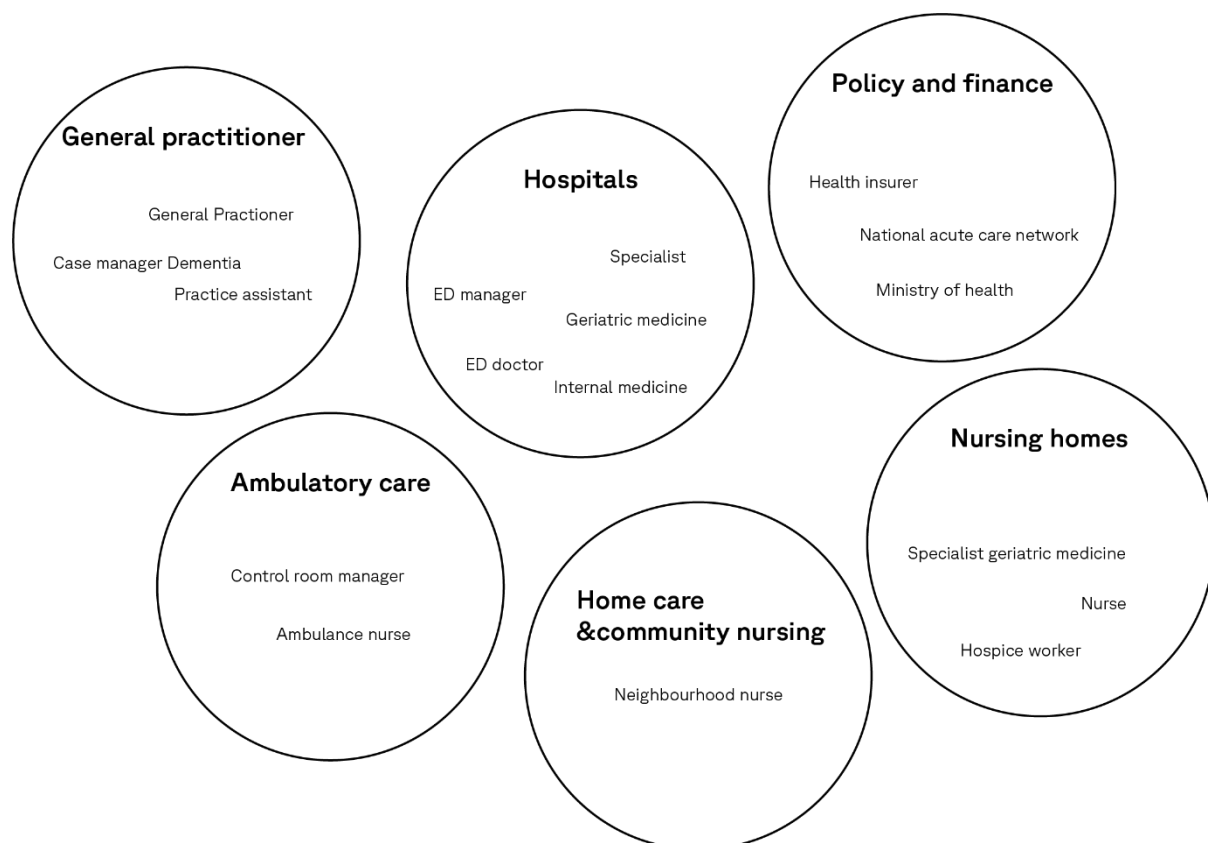 General practitioner
General Practioner
Case manager Dementia
Practice assistant
Hospitals
Specialist
ED manager
Geriatric medicine
ED doctor
Internal medicine
Policy and finance
Health insurer
National acute care network
Ministry of health
Ambulatory care
Control room manager
Ambulance nurse
Home care
&community nursing
Neighbourhood nurse
Nursing homes
Specialist geriatric medicine
Nurse
Hospice worker